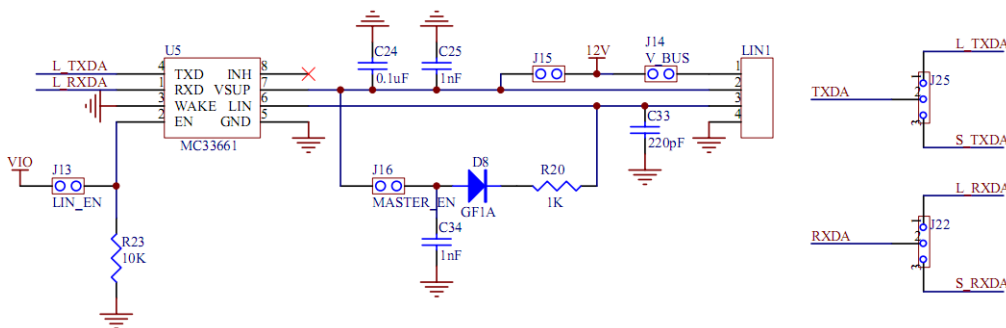 U5
L_TXDA 4 TXD INH 8
L_RXDA 1 RXD VSUP 7
3 WAKE LIN 6
2 EN GND 5
MC33661
C24
0.1uF
C25
1nF
J15
12V
J14
V_BUS
LIN1
1
2
3
4
C33
220pF
VIO
J13
LIN_EN
R23
10K
J16
MASTER_EN
D8
GF1A
R20
1K
C34
1nF
L_TXDA
J25
TXDA
1
2
3
S_TXDA
L_RXDA
J22
RXDA
1
2
3
S_RXDA